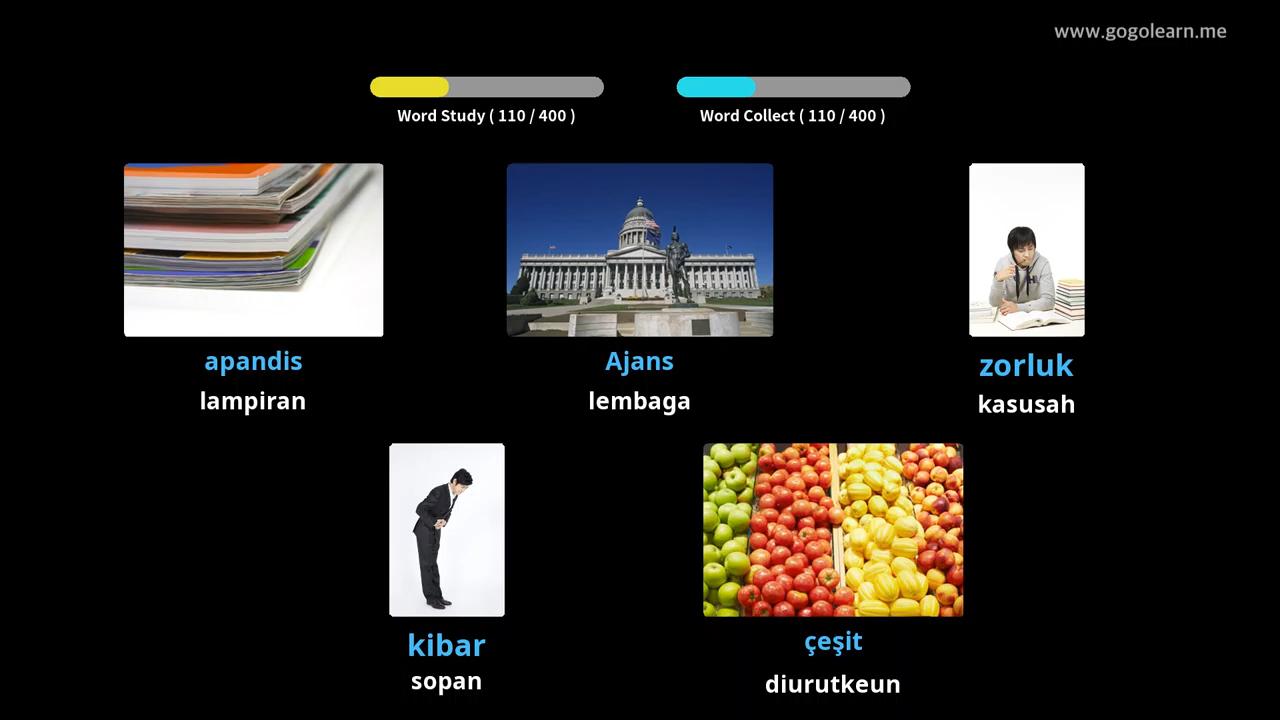 www.gogolearn.me
Word Study ( 110 / 400 )
Word Collect ( 110 / 400 )
apandis
lampiran
Ajans
lembaga
zorluk
kasusah
kibar
sopan
çeşit
diurutkeun